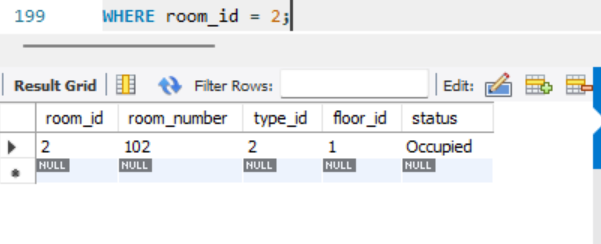 199 WHERE room_id = 2;
Result Grid Filter Rows: Edit:
room_id room_number type_id floor_id status
2 102 2 1 Occupied
NULL NULL NULL NULL NULL